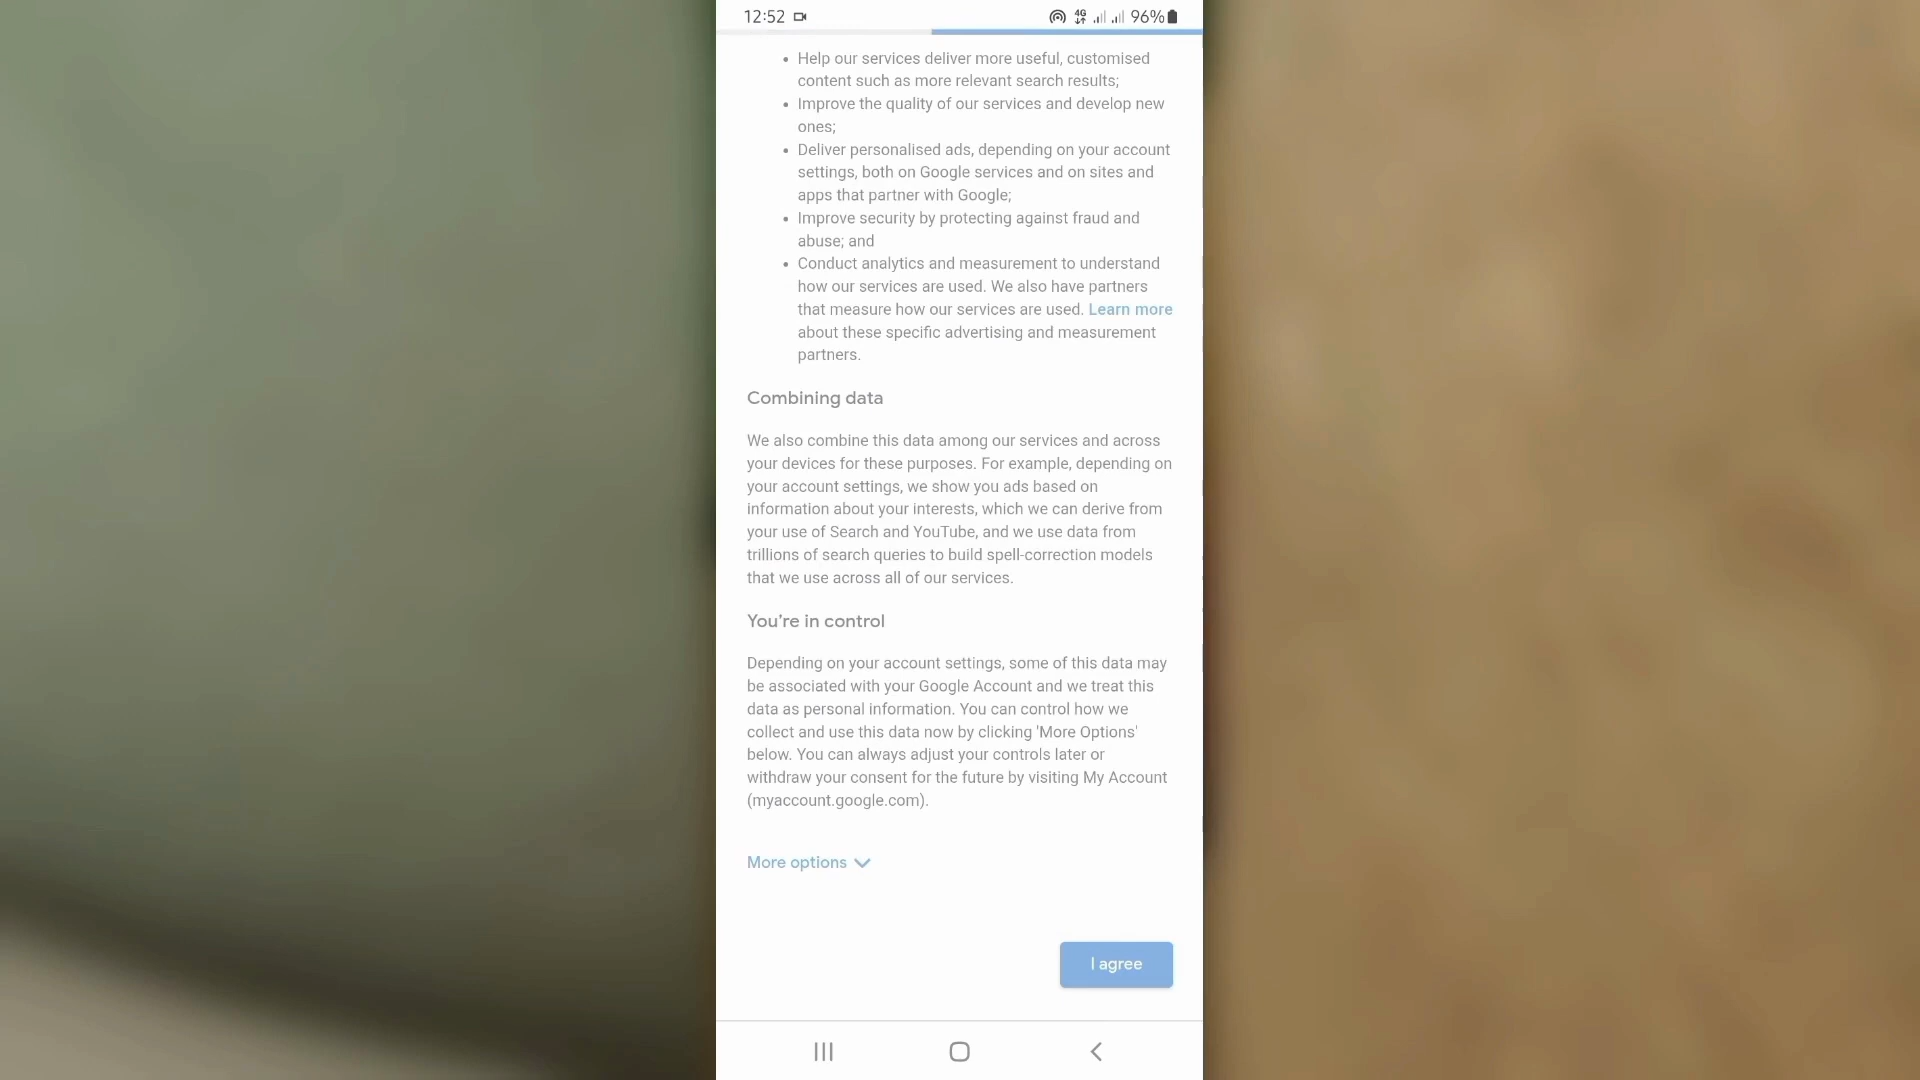 12:52 4G 96%
• Help our services deliver more useful, customised
content such as more relevant search results;
• Improve the quality of our services and develop new
ones;
• Deliver personalised ads, depending on your account
settings, both on Google services and on sites and
apps that partner with Google;
• Improve security by protecting against fraud and
abuse; and
• Conduct analytics and measurement to understand
how our services are used. We also have partners
that measure how our services are used. Learn more
about these specific advertising and measurement
partners.
Combining data
We also combine this data among our services and across
your devices for these purposes. For example, depending on
your account settings, we show you ads based on
information about your interests, which we can derive from
your use of Search and YouTube, and we use data from
trillions of search queries to build spell-correction models
that we use across all of our services.
You’re in control
Depending on your account settings, some of this data may
be associated with your Google Account and we treat this
data as personal information. You can control how we
collect and use this data now by clicking 'More Options'
below. You can always adjust your controls later or
withdraw your consent for the future by visiting My Account
(myaccount.google.com).
More options
I agree